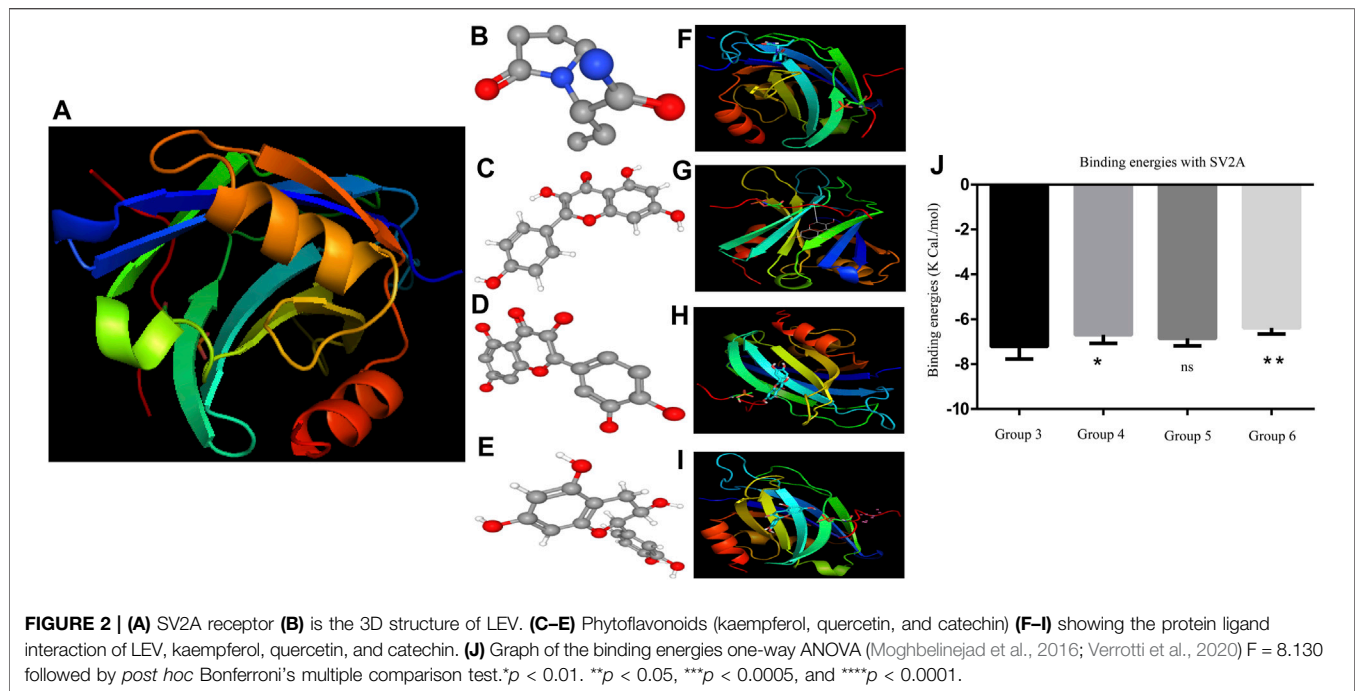 A
B
C
D
E
F
G
H
I
J
Binding energies with SV2A
Binding energies (K Cal./mol)
0
-2
-4
-6
-8
-10
*
ns
**
Group 3 Group 4 Group 5 Group 6
FIGURE 2 | (A) SV2A receptor (B) is the 3D structure of LEV. (C–E) Phytoflavonoids (kaempferol, quercetin, and catechin) (F–I) showing the protein ligand
interaction of LEV, kaempferol, quercetin, and catechin. (J) Graph of the binding energies one-way ANOVA (Moghbelinejad et al., 2016; Verrotti et al., 2020) F = 8.130
followed by post hoc Bonferroni's multiple comparison test.*p < 0.01. **p < 0.05, ***p < 0.0005, and ****p < 0.0001.